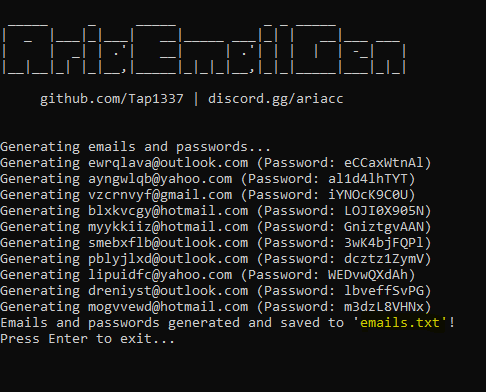 AriaEmailGen
github.com/Tap1337 | discord.gg/ariacc
Generating emails and passwords...
Generating ewrqlava@outlook.com (Password: eCCaxWtnAl)
Generating ayngwlqb@yahoo.com (Password: al1d4lhTYT)
Generating vzcrnvyf@gmail.com (Password: iYNOcK9C0U)
Generating blxkvcgy@hotmail.com (Password: LOJI0X905N)
Generating myykkiiz@hotmail.com (Password: GniztgvAAN)
Generating smebxflb@outlook.com (Password: 3wK4bjFQPl)
Generating pblyjlxd@outlook.com (Password: dcztz1ZymV)
Generating lipuidfc@yahoo.com (Password: WEDvwQXdAh)
Generating dreniyst@outlook.com (Password: lbveffSvPG)
Generating mogvvewd@hotmail.com (Password: m3dzL8VHNx)
Emails and passwords generated and saved to 'emails.txt'!
Press Enter to exit...